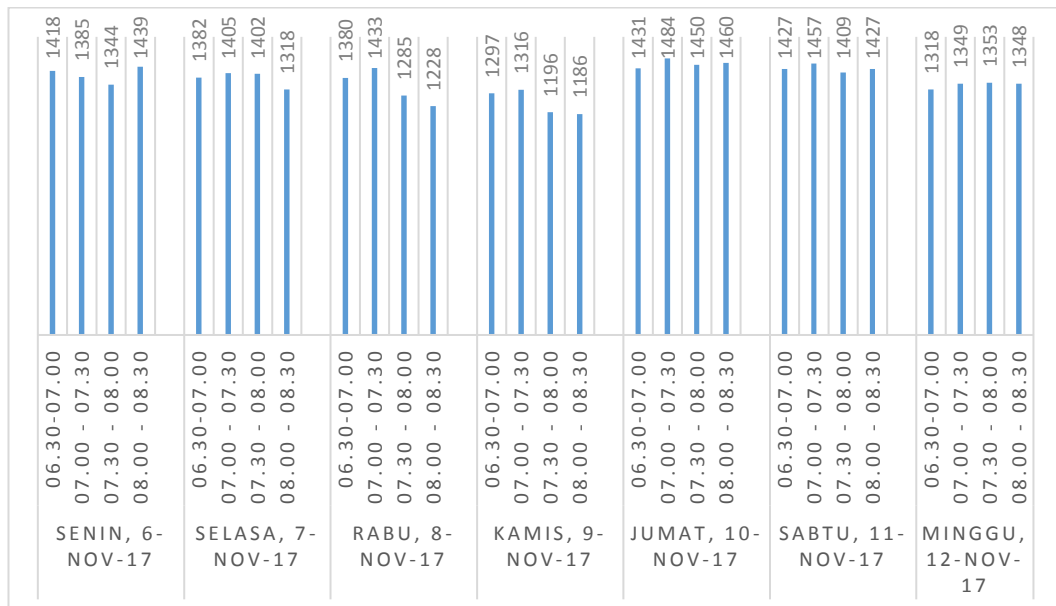 1418
1385
1344
1439
1382
1405
1402
1318
1380
1433
1285
1228
1297
1316
1196
1186
1431
1484
1450
1460
1427
1457
1409
1427
1318
1349
1353
1348
06.30-07.00
07.00 - 07.30
07.30 - 08.00
08.00 - 08.30
06.30-07.00
07.00 - 07.30
07.30 - 08.00
08.00 - 08.30
06.30-07.00
07.00 - 07.30
07.30 - 08.00
08.00 - 08.30
06.30-07.00
07.00 - 07.30
07.30 - 08.00
08.00 - 08.30
06.30-07.00
07.00 - 07.30
07.30 - 08.00
08.00 - 08.30
06.30-07.00
07.00 - 07.30
07.30 - 08.00
08.00 - 08.30
06.30-07.00
07.00 - 07.30
07.30 - 08.00
08.00 - 08.30
SENIN, 6-
NOV-17
SELASA, 7-
NOV-17
RABU, 8-
NOV-17
KAMIS, 9-
NOV-17
JUMAT, 10-
NOV-17
SABTU, 11-
NOV-17
MINGGU,
12-NOV-
17